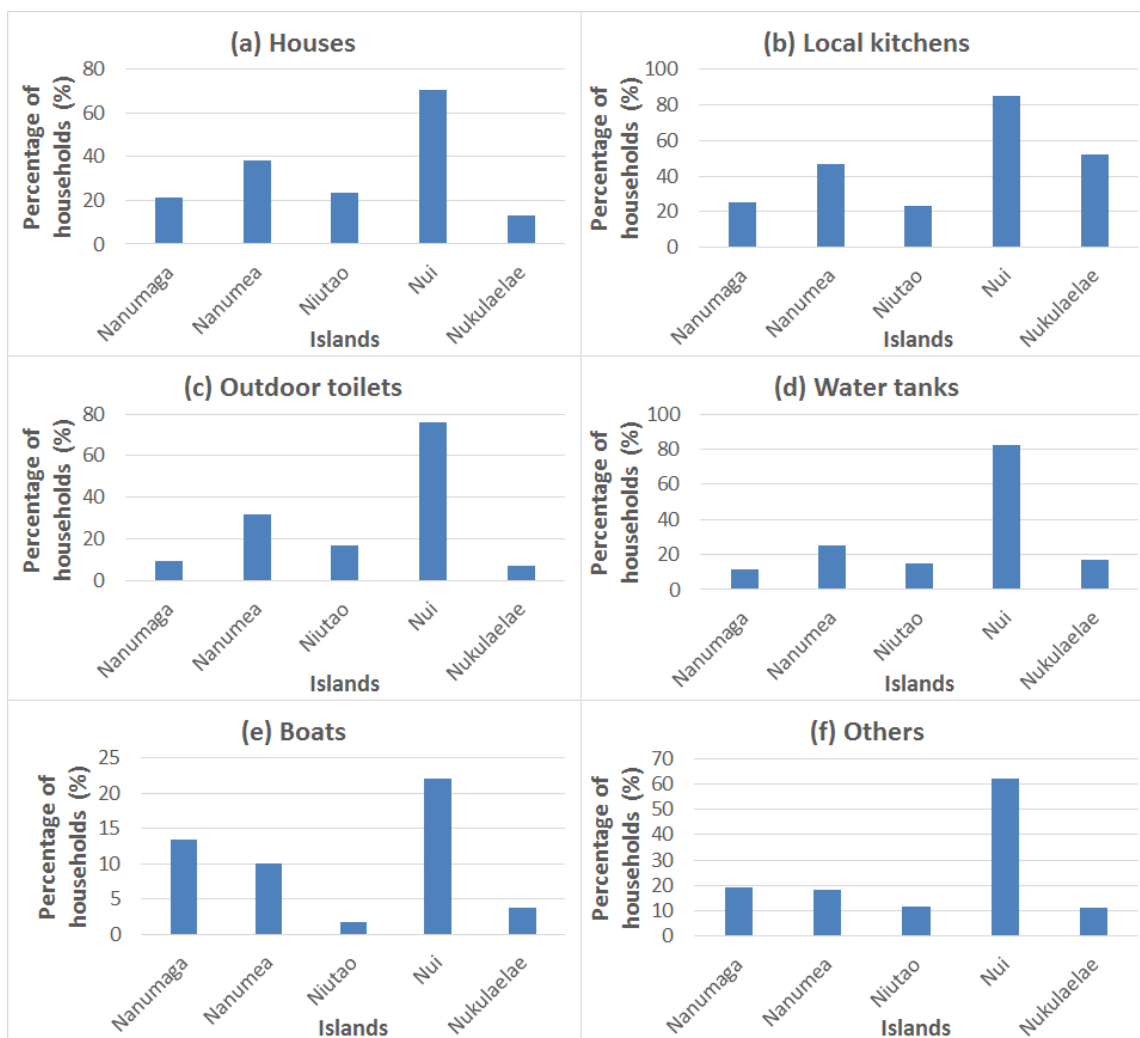 (a) Houses
Percentage of
households (%)
80
60
40
20
0
Nanumaga
Nanumea
Niutao
Nui
Nukulaelae
Islands
(b) Local kitchens
Percentage of
households (%)
100
80
60
40
20
0
Nanumaga
Nanumea
Niutao
Nui
Nukulaelae
Islands
(c) Outdoor toilets
Percentage of
households (%)
80
60
40
20
0
Nanumaga
Nanumea
Niutao
Nui
Nukulaelae
Islands
(d) Water tanks
Percentage of
households (%)
100
80
60
40
20
0
Nanumaga
Nanumea
Niutao
Nui
Nukulaelae
Islands
(e) Boats
Percentage of
households (%)
25
20
15
10
5
0
Nanumaga
Nanumea
Niutao
Nui
Nukulaelae
Islands
(f) Others
Percentage of
households (%)
70
60
50
40
30
20
10
0
Nanumaga
Nanumea
Niutao
Nui
Nukulaelae
Islands